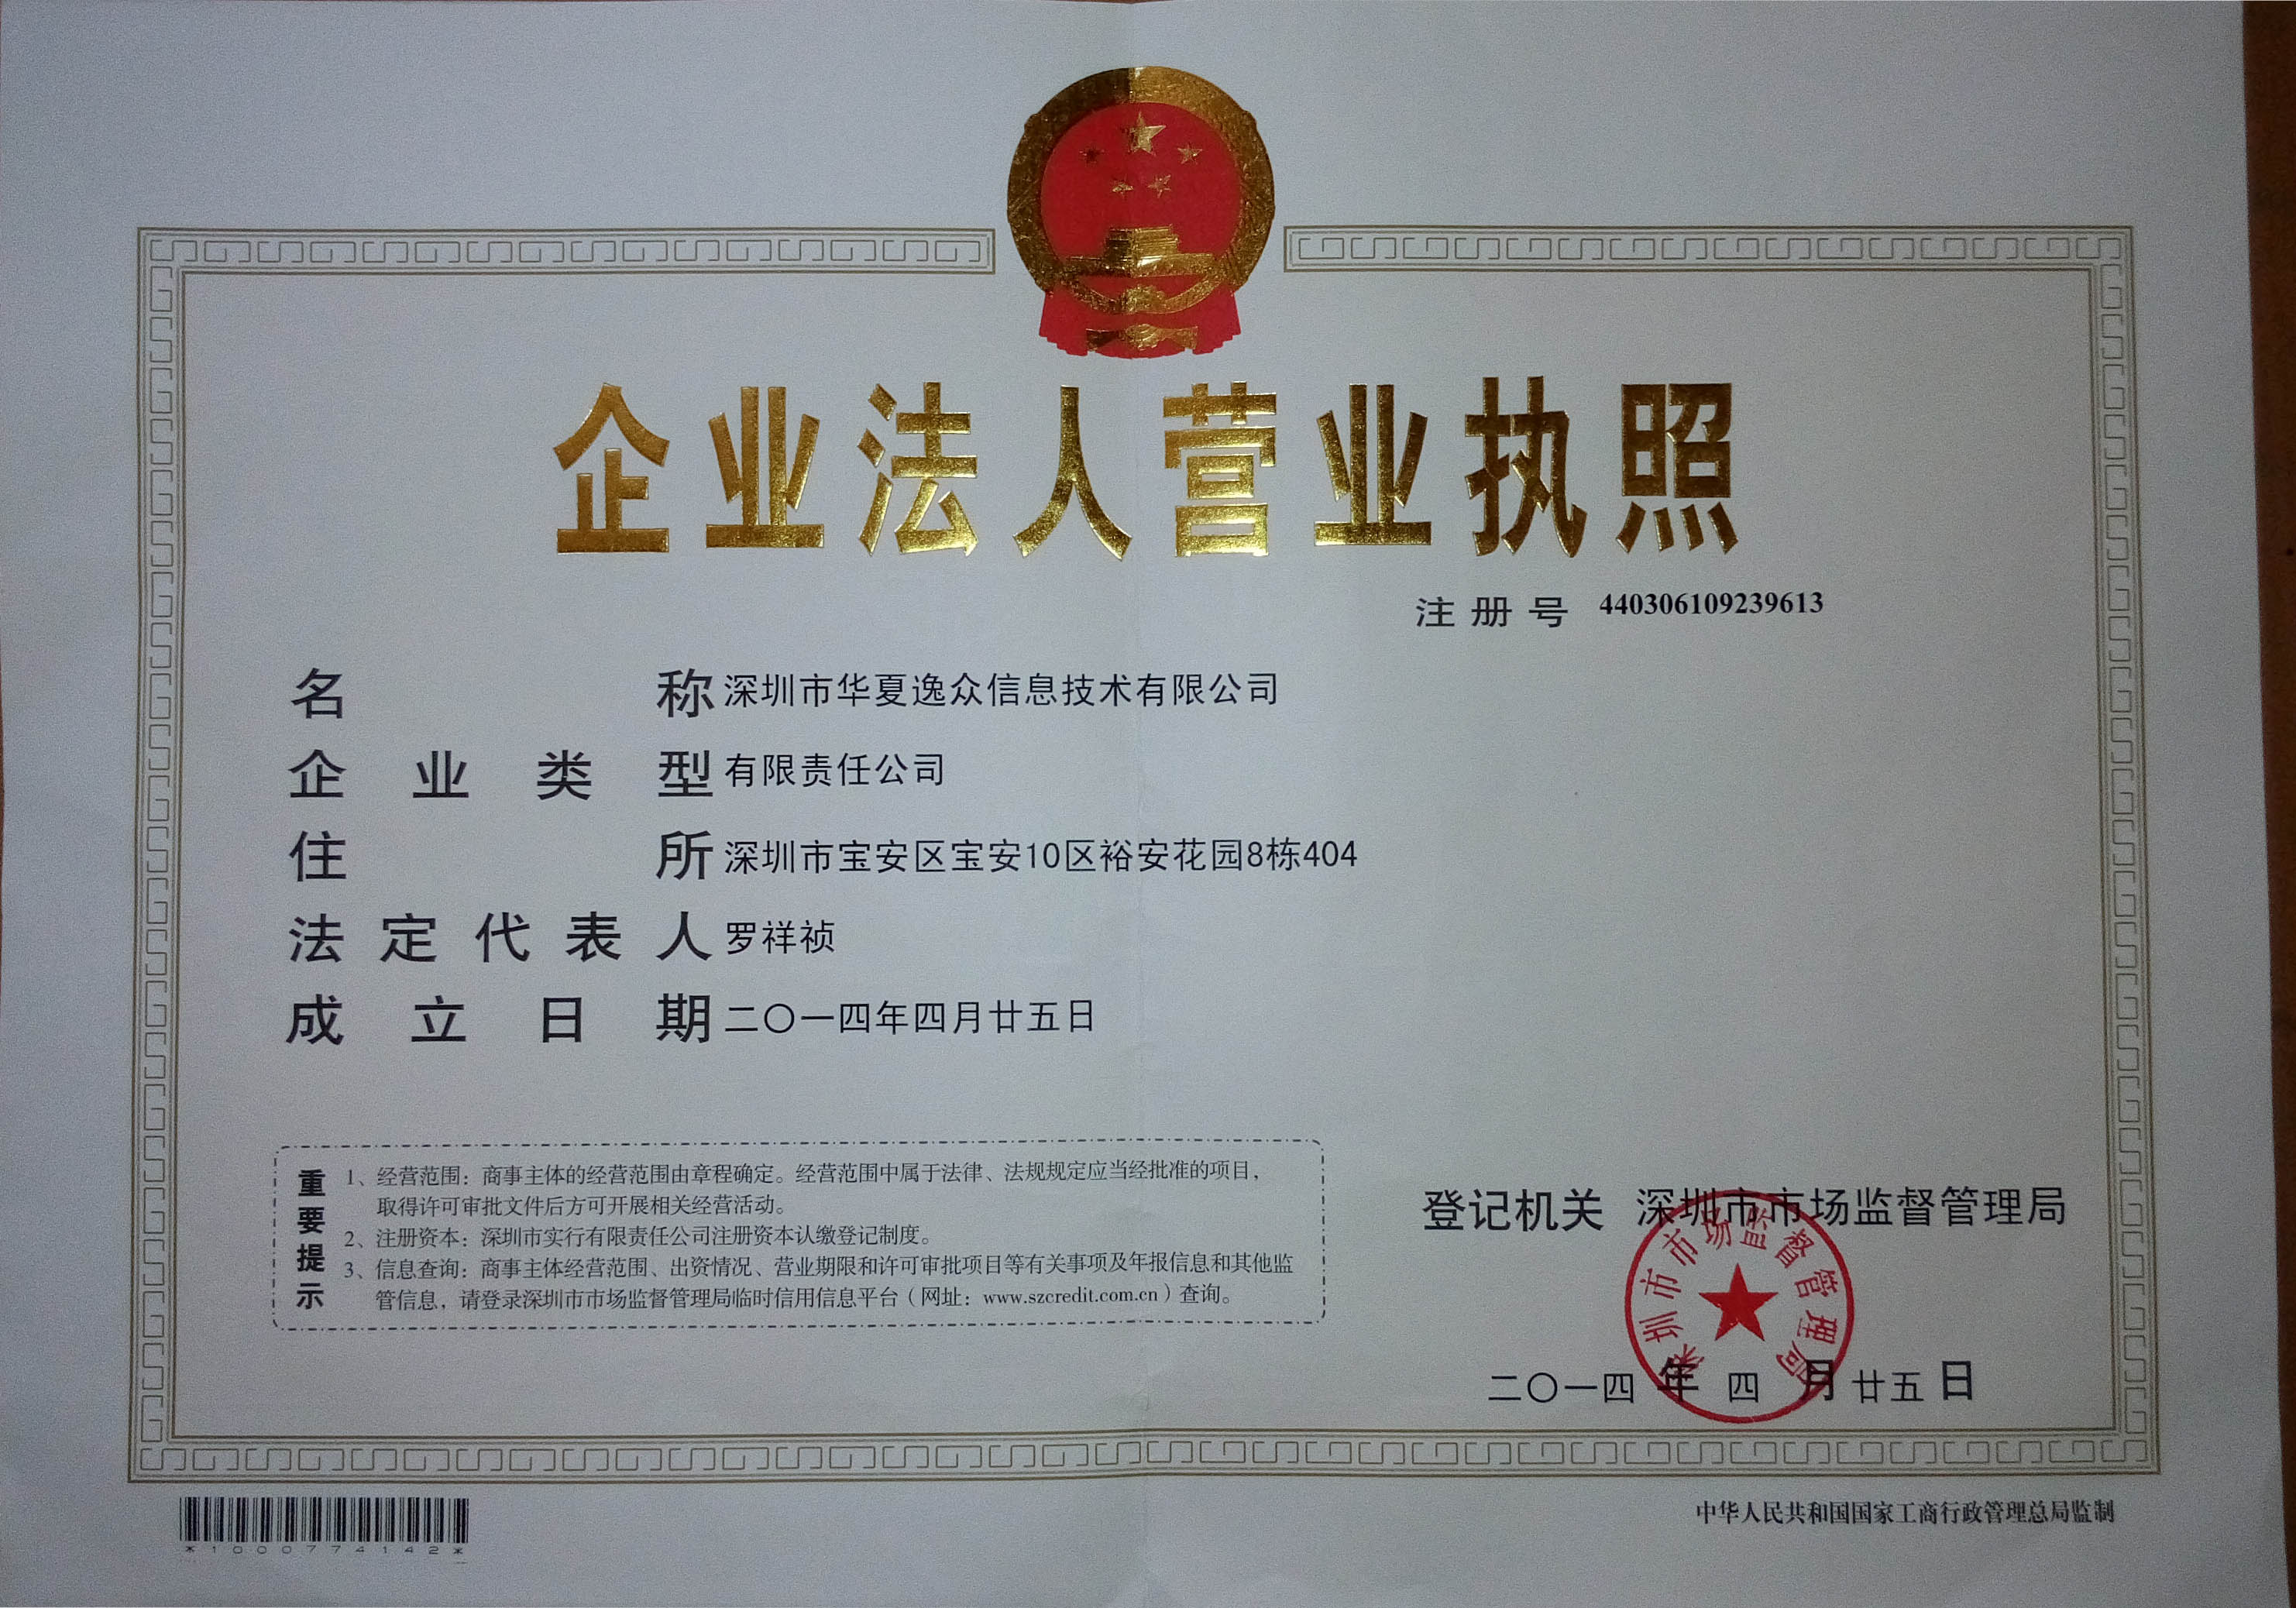 企业法人营业执照
注册号 440306109239613
名称 深圳市华夏逸众信息技术有限公司
企业类型 有限责任公司
住所 深圳市宝安区宝安10区裕安花园8栋404
法定代表人 罗祥祯
成立日期 二〇一四年四月廿五日
重要提示
1、经营范围：商事主体的经营范围由章程确定。经营范围中属于法律、法规规定应当经批准的项目，
取得许可审批文件后方可开展相关经营活动。
2、注册资本：深圳市实行有限责任公司注册资本认缴登记制度。
3、信息查询：商事主体经营范围、出资情况、营业期限和许可审批项目等有关事项及年报信息和其他监
管信息，请登录深圳市市场监督管理局临时信用信息平台（网址：www.szcredit.com.cn）查询。
登记机关 深圳市市场监督管理局
深圳市市场监督管理局
二〇一四年四月廿五日
*1000774142*
中华人民共和国国家工商行政管理总局监制